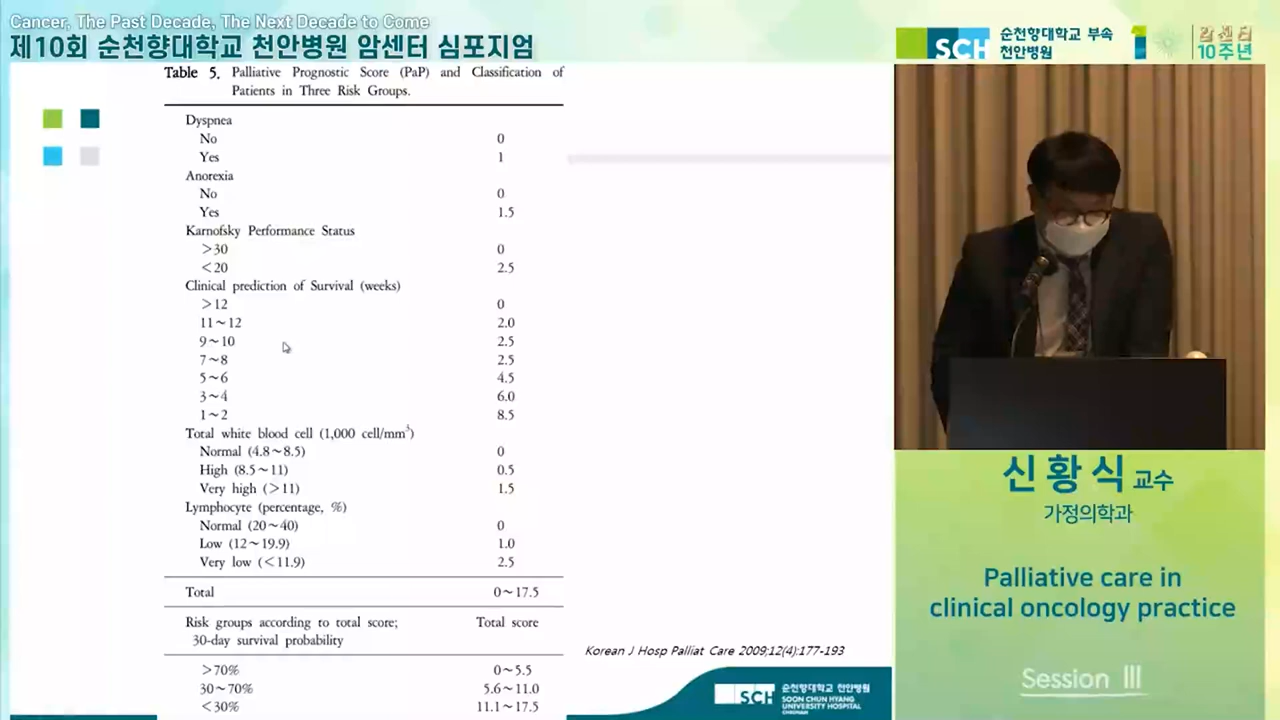 Cancer, The Past Decade, The Next Decade to Come
제10회 순천향대학교 천안병원 암센터 심포지엄
SCH 순천향대학교 부속
천안병원
암센터
10주년
Table 5. Palliative Prognostic Score (PaP) and Classification of
Patients in Three Risk Groups.
Dyspnea
No 0
Yes 1
Anorexia
No 0
Yes 1.5
Karnofsky Performance Status
>30 0
<20 2.5
Clinical prediction of Survival (weeks)
>12 0
11~12 2.0
9~10 2.5
7~8 2.5
5~6 4.5
3~4 6.0
1~2 8.5
Total white blood cell (1,000 cell/mm³)
Normal (4.8~8.5) 0
High (8.5~11) 0.5
Very high (>11) 1.5
Lymphocyte (percentage, %)
Normal (20~40) 0
Low (12~19.9) 1.0
Very low (<11.9) 2.5
Total 0~17.5
Risk groups according to total score; Total score
30-day survival probability
>70% 0~5.5
30~70% 5.6~11.0
<30% 11.1~17.5
Korean J Hosp Palliat Care 2009;12(4):177-193
SCH 순천향대학교 천안병원
SOON CHUN HYANG
UNIVERSITY HOSPITAL
CHEONAN
신황식 교수
가정의학과
Palliative care in
clinical oncology practice
Session III